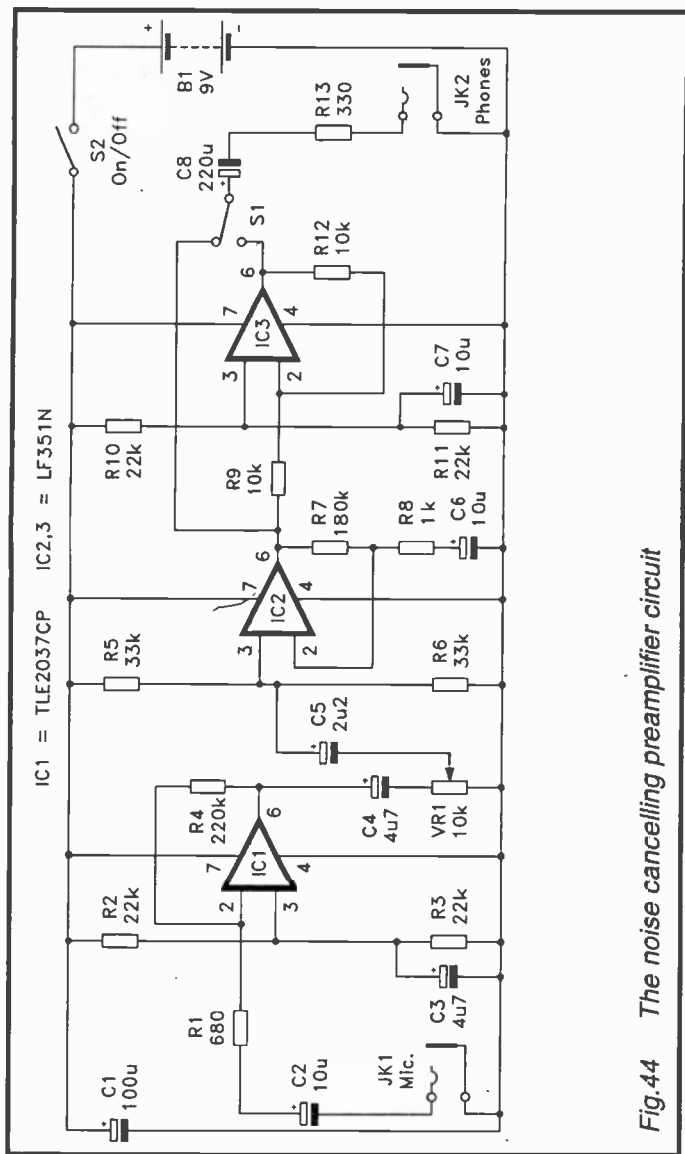 IC1 = TLE2037CP IC2,3 = LF351N
S2
On/Off
+
B1
9V
-
C1
100u
+
R2
22k
R4
220k
R5
33k
R10
22k
C8
220u
+
S1
R13
330
JK2
Phones
R1
680
C2
10u
+
JK1
Mic.
2
3
7
IC1
4
6
C3
4u7
+
R3
22k
C4
4u7
+
VR1
10k
C5
2u2
+
R6
33k
3
2
7
IC2
4
6
R9
10k
R7
180k
R8
1k
C6
10u
+
3
2
7
IC3
4
6
R12
10k
R11
22k
C7
10u
+
Fig.44 The noise cancelling preamplifier circuit